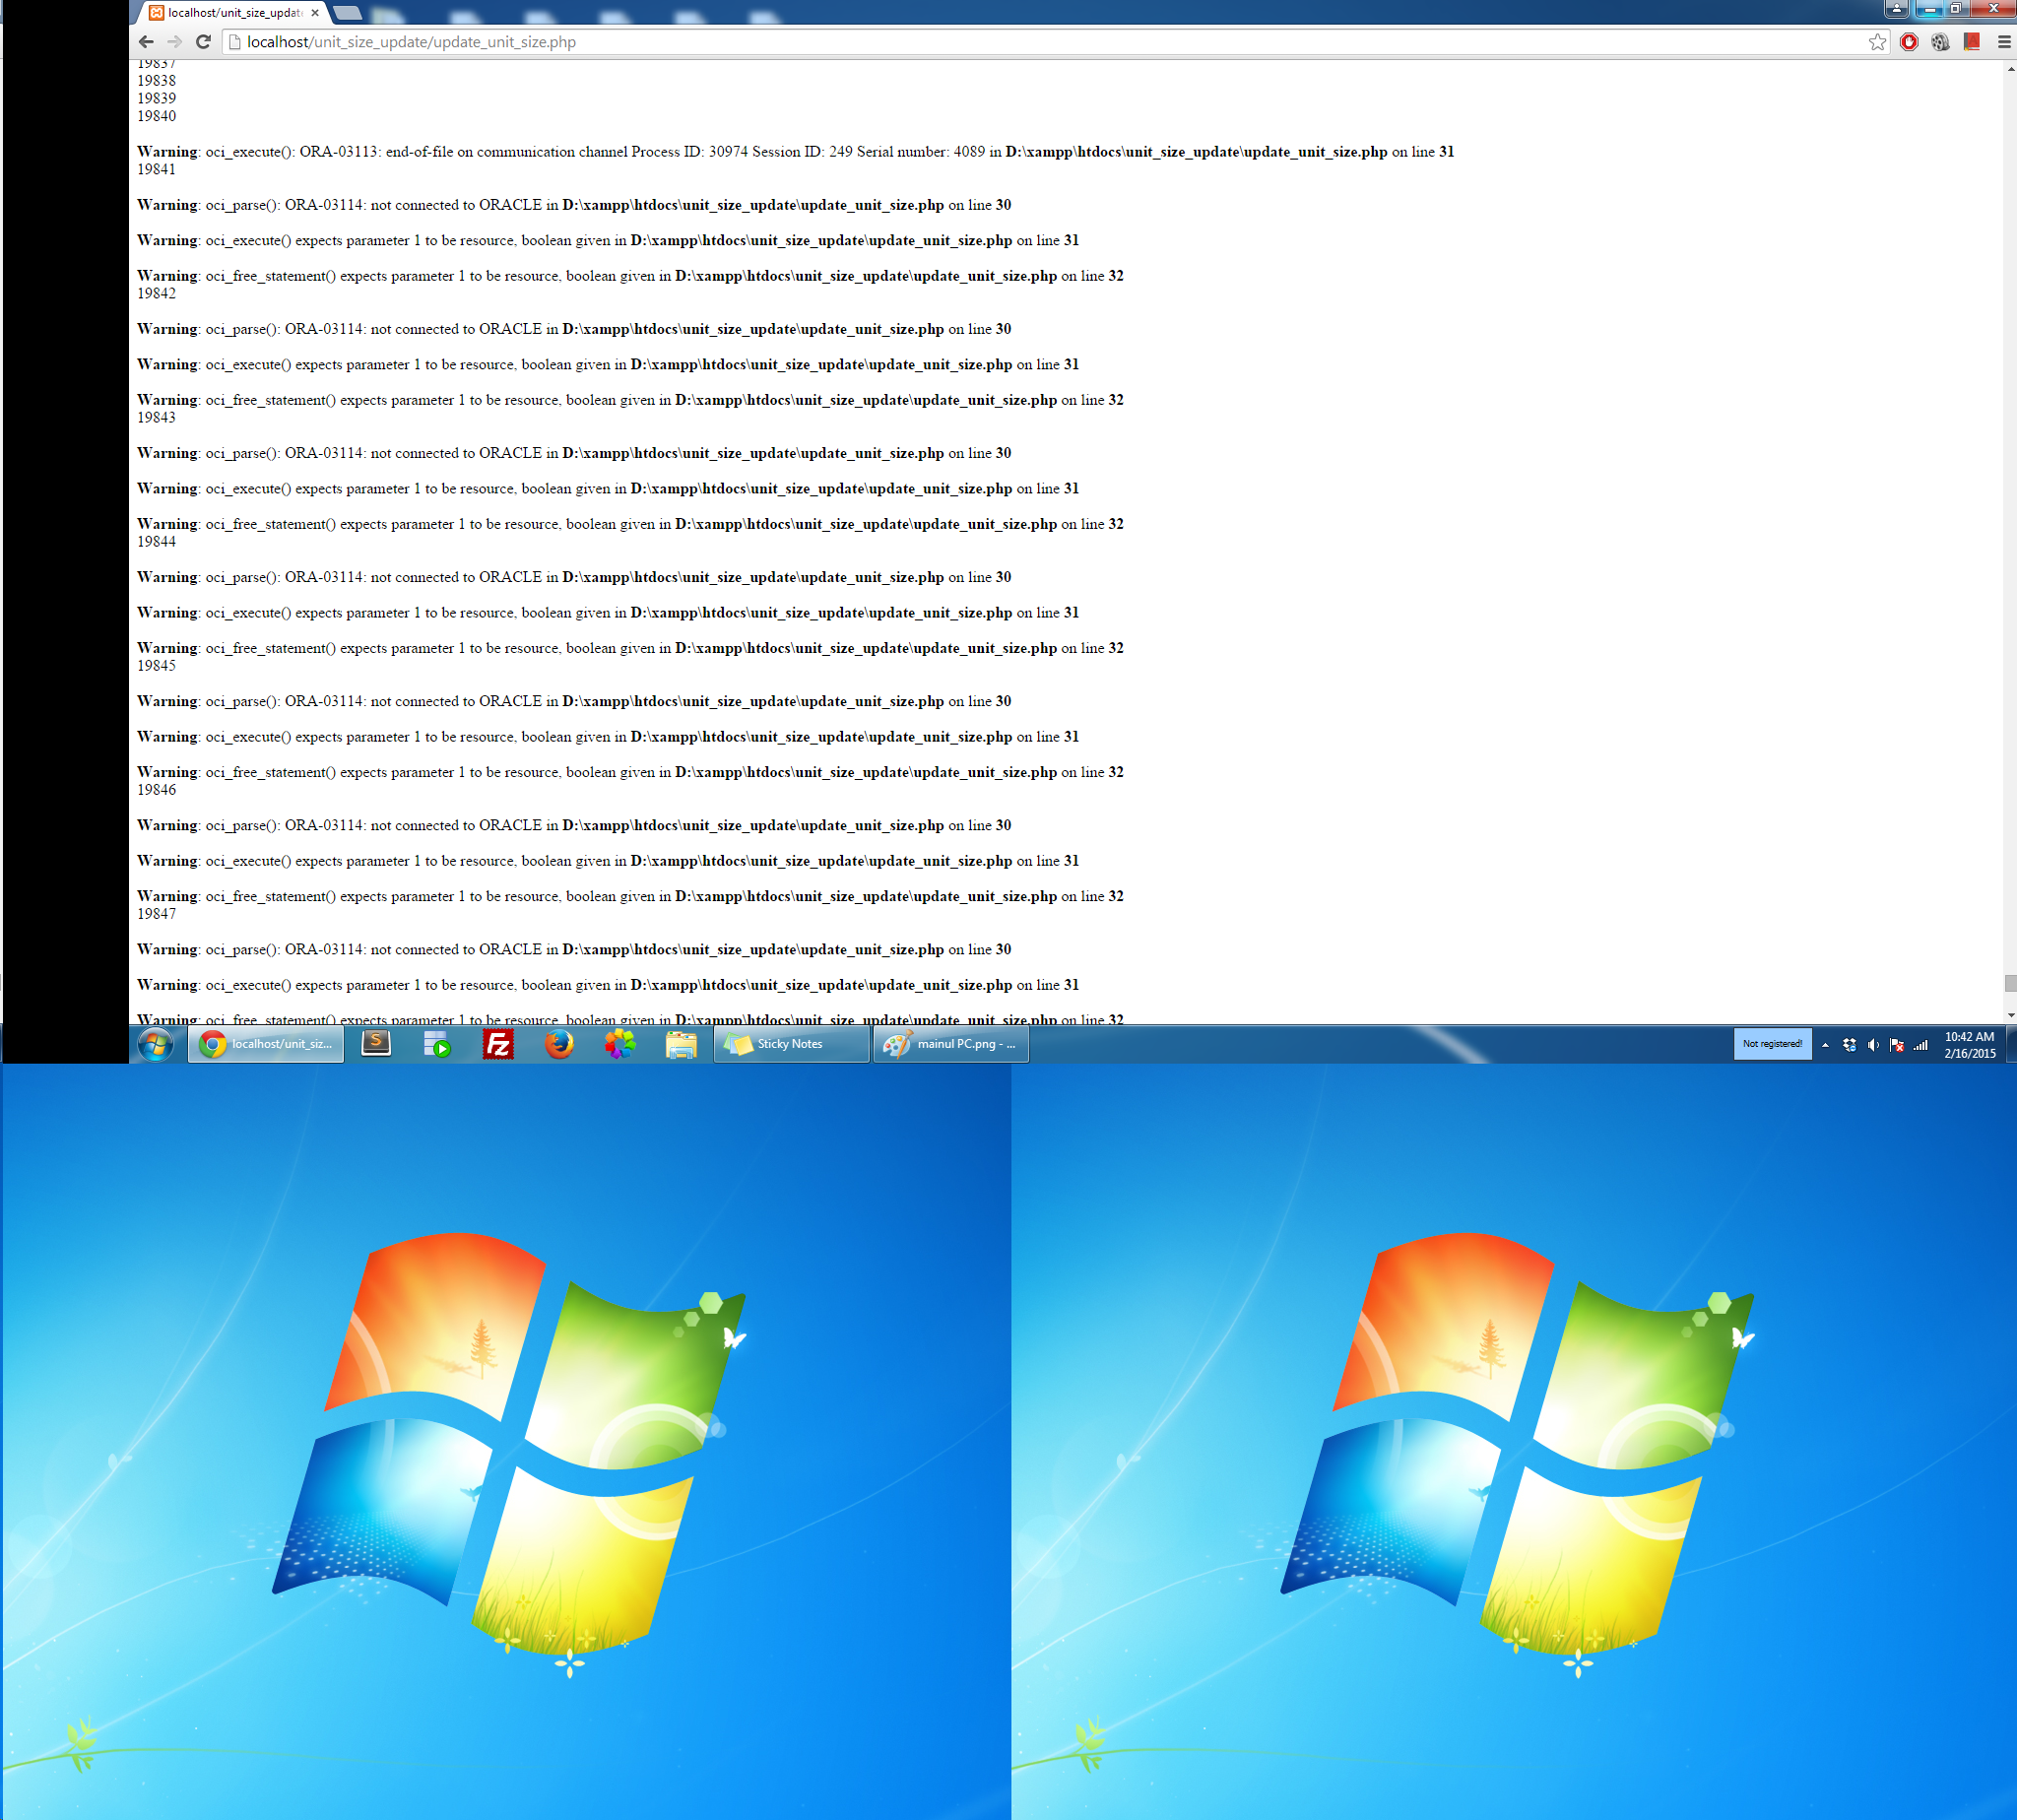 localhost/unit_size_updat
localhost/unit_size_update/update_unit_size.php
19837
19838
19839
19840
Warning: oci_execute(): ORA-03113: end-of-file on communication channel Process ID: 30974 Session ID: 249 Serial number: 4089 in D:\xampp\htdocs\unit_size_update\update_unit_size.php on line 31
19841
Warning: oci_parse(): ORA-03114: not connected to ORACLE in D:\xampp\htdocs\unit_size_update\update_unit_size.php on line 30
Warning: oci_execute() expects parameter 1 to be resource, boolean given in D:\xampp\htdocs\unit_size_update\update_unit_size.php on line 31
Warning: oci_free_statement() expects parameter 1 to be resource, boolean given in D:\xampp\htdocs\unit_size_update\update_unit_size.php on line 32
19842
Warning: oci_parse(): ORA-03114: not connected to ORACLE in D:\xampp\htdocs\unit_size_update\update_unit_size.php on line 30
Warning: oci_execute() expects parameter 1 to be resource, boolean given in D:\xampp\htdocs\unit_size_update\update_unit_size.php on line 31
Warning: oci_free_statement() expects parameter 1 to be resource, boolean given in D:\xampp\htdocs\unit_size_update\update_unit_size.php on line 32
19843
Warning: oci_parse(): ORA-03114: not connected to ORACLE in D:\xampp\htdocs\unit_size_update\update_unit_size.php on line 30
Warning: oci_execute() expects parameter 1 to be resource, boolean given in D:\xampp\htdocs\unit_size_update\update_unit_size.php on line 31
Warning: oci_free_statement() expects parameter 1 to be resource, boolean given in D:\xampp\htdocs\unit_size_update\update_unit_size.php on line 32
19844
Warning: oci_parse(): ORA-03114: not connected to ORACLE in D:\xampp\htdocs\unit_size_update\update_unit_size.php on line 30
Warning: oci_execute() expects parameter 1 to be resource, boolean given in D:\xampp\htdocs\unit_size_update\update_unit_size.php on line 31
Warning: oci_free_statement() expects parameter 1 to be resource, boolean given in D:\xampp\htdocs\unit_size_update\update_unit_size.php on line 32
19845
Warning: oci_parse(): ORA-03114: not connected to ORACLE in D:\xampp\htdocs\unit_size_update\update_unit_size.php on line 30
Warning: oci_execute() expects parameter 1 to be resource, boolean given in D:\xampp\htdocs\unit_size_update\update_unit_size.php on line 31
Warning: oci_free_statement() expects parameter 1 to be resource, boolean given in D:\xampp\htdocs\unit_size_update\update_unit_size.php on line 32
19846
Warning: oci_parse(): ORA-03114: not connected to ORACLE in D:\xampp\htdocs\unit_size_update\update_unit_size.php on line 30
Warning: oci_execute() expects parameter 1 to be resource, boolean given in D:\xampp\htdocs\unit_size_update\update_unit_size.php on line 31
Warning: oci_free_statement() expects parameter 1 to be resource, boolean given in D:\xampp\htdocs\unit_size_update\update_unit_size.php on line 32
19847
Warning: oci_parse(): ORA-03114: not connected to ORACLE in D:\xampp\htdocs\unit_size_update\update_unit_size.php on line 30
Warning: oci_execute() expects parameter 1 to be resource, boolean given in D:\xampp\htdocs\unit_size_update\update_unit_size.php on line 31
Warning: oci_free_statement() expects parameter 1 to be resource, boolean given in D:\xampp\htdocs\unit_size_update\update_unit_size.php on line 32
localhost/unit_siz...
S
FZ
Sticky Notes
mainul PC.png - ...
Not registered!
10:42 AM
2/16/2015